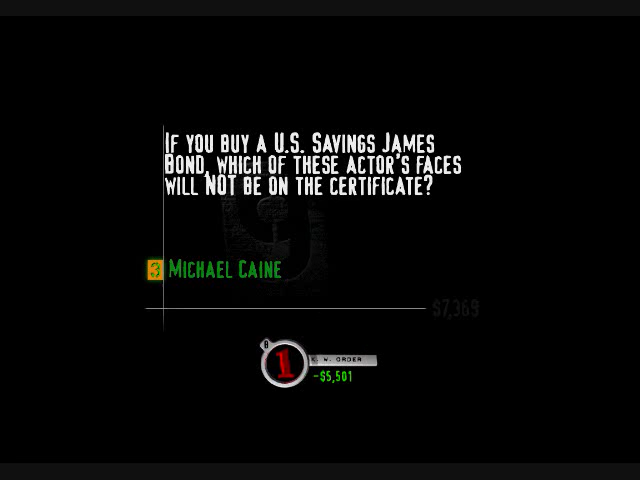 If you buy a U.S. Savings James
Bond, which of these actor's faces
will NOT be on the certificate?
3 Michael Caine
$7,369
1
K. W. ORDER
-$5,501